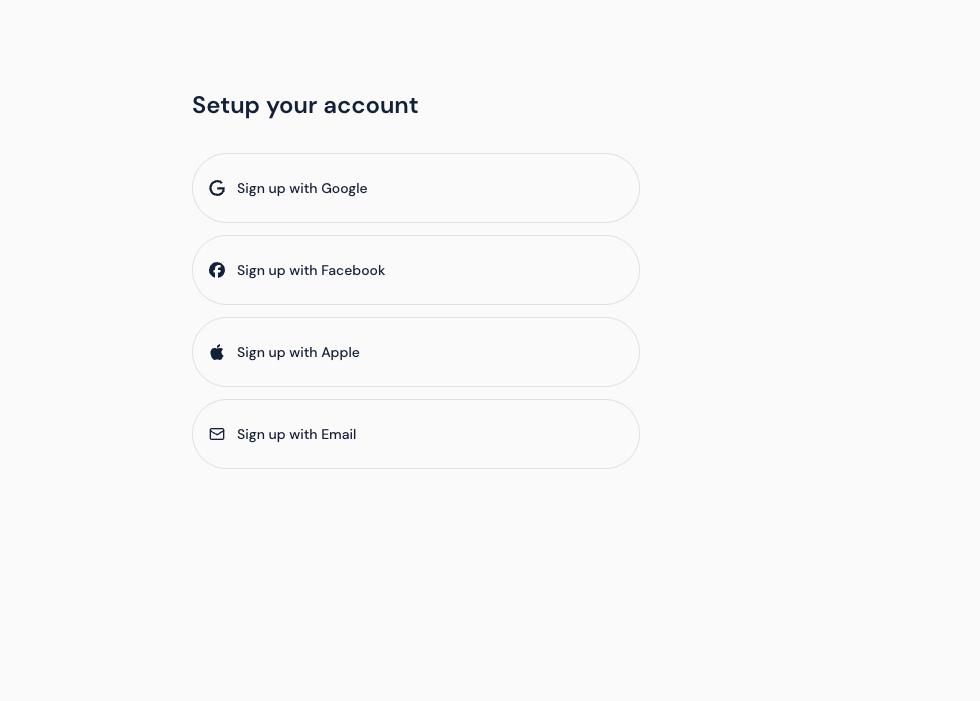 Setup your account
Sign up with Google
Sign up with Facebook
Sign up with Apple
Sign up with Email